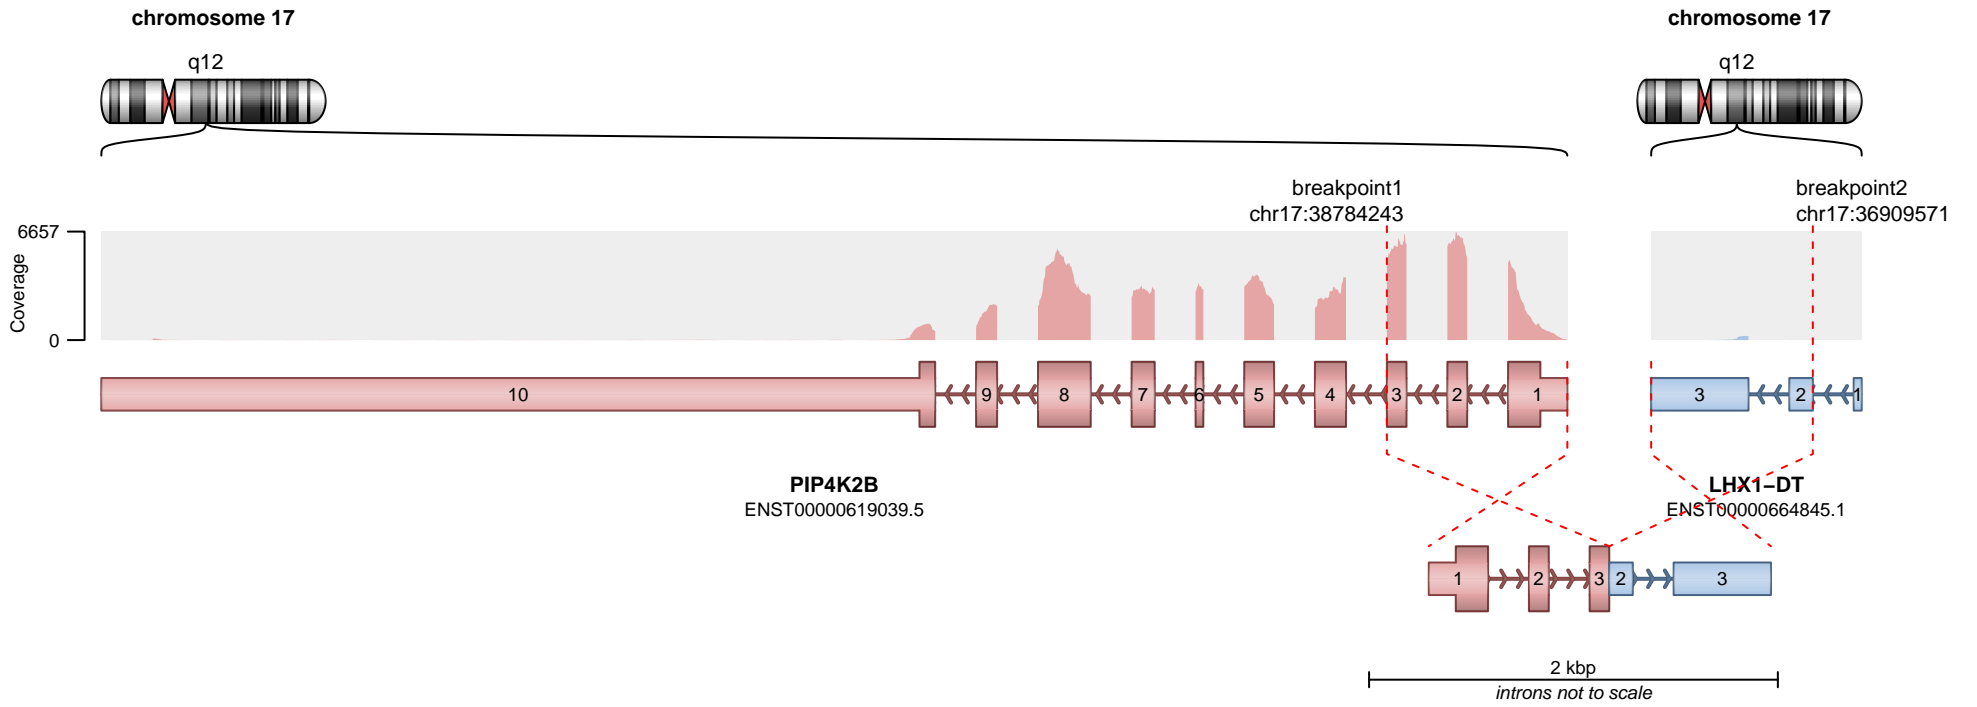 chromosome 17
chromosome 17
q12
q12
breakpoint1
chr17:38784243
breakpoint2
chr17:36909571
6657
0
Coverage
10
9
8
7
6
5
4
3
2
1
3
2
1
PIP4K2B
ENST00000619039.5
LHX1−DT
ENST00000664845.1
1
2
3
2
3
2 kbp
introns not to scale